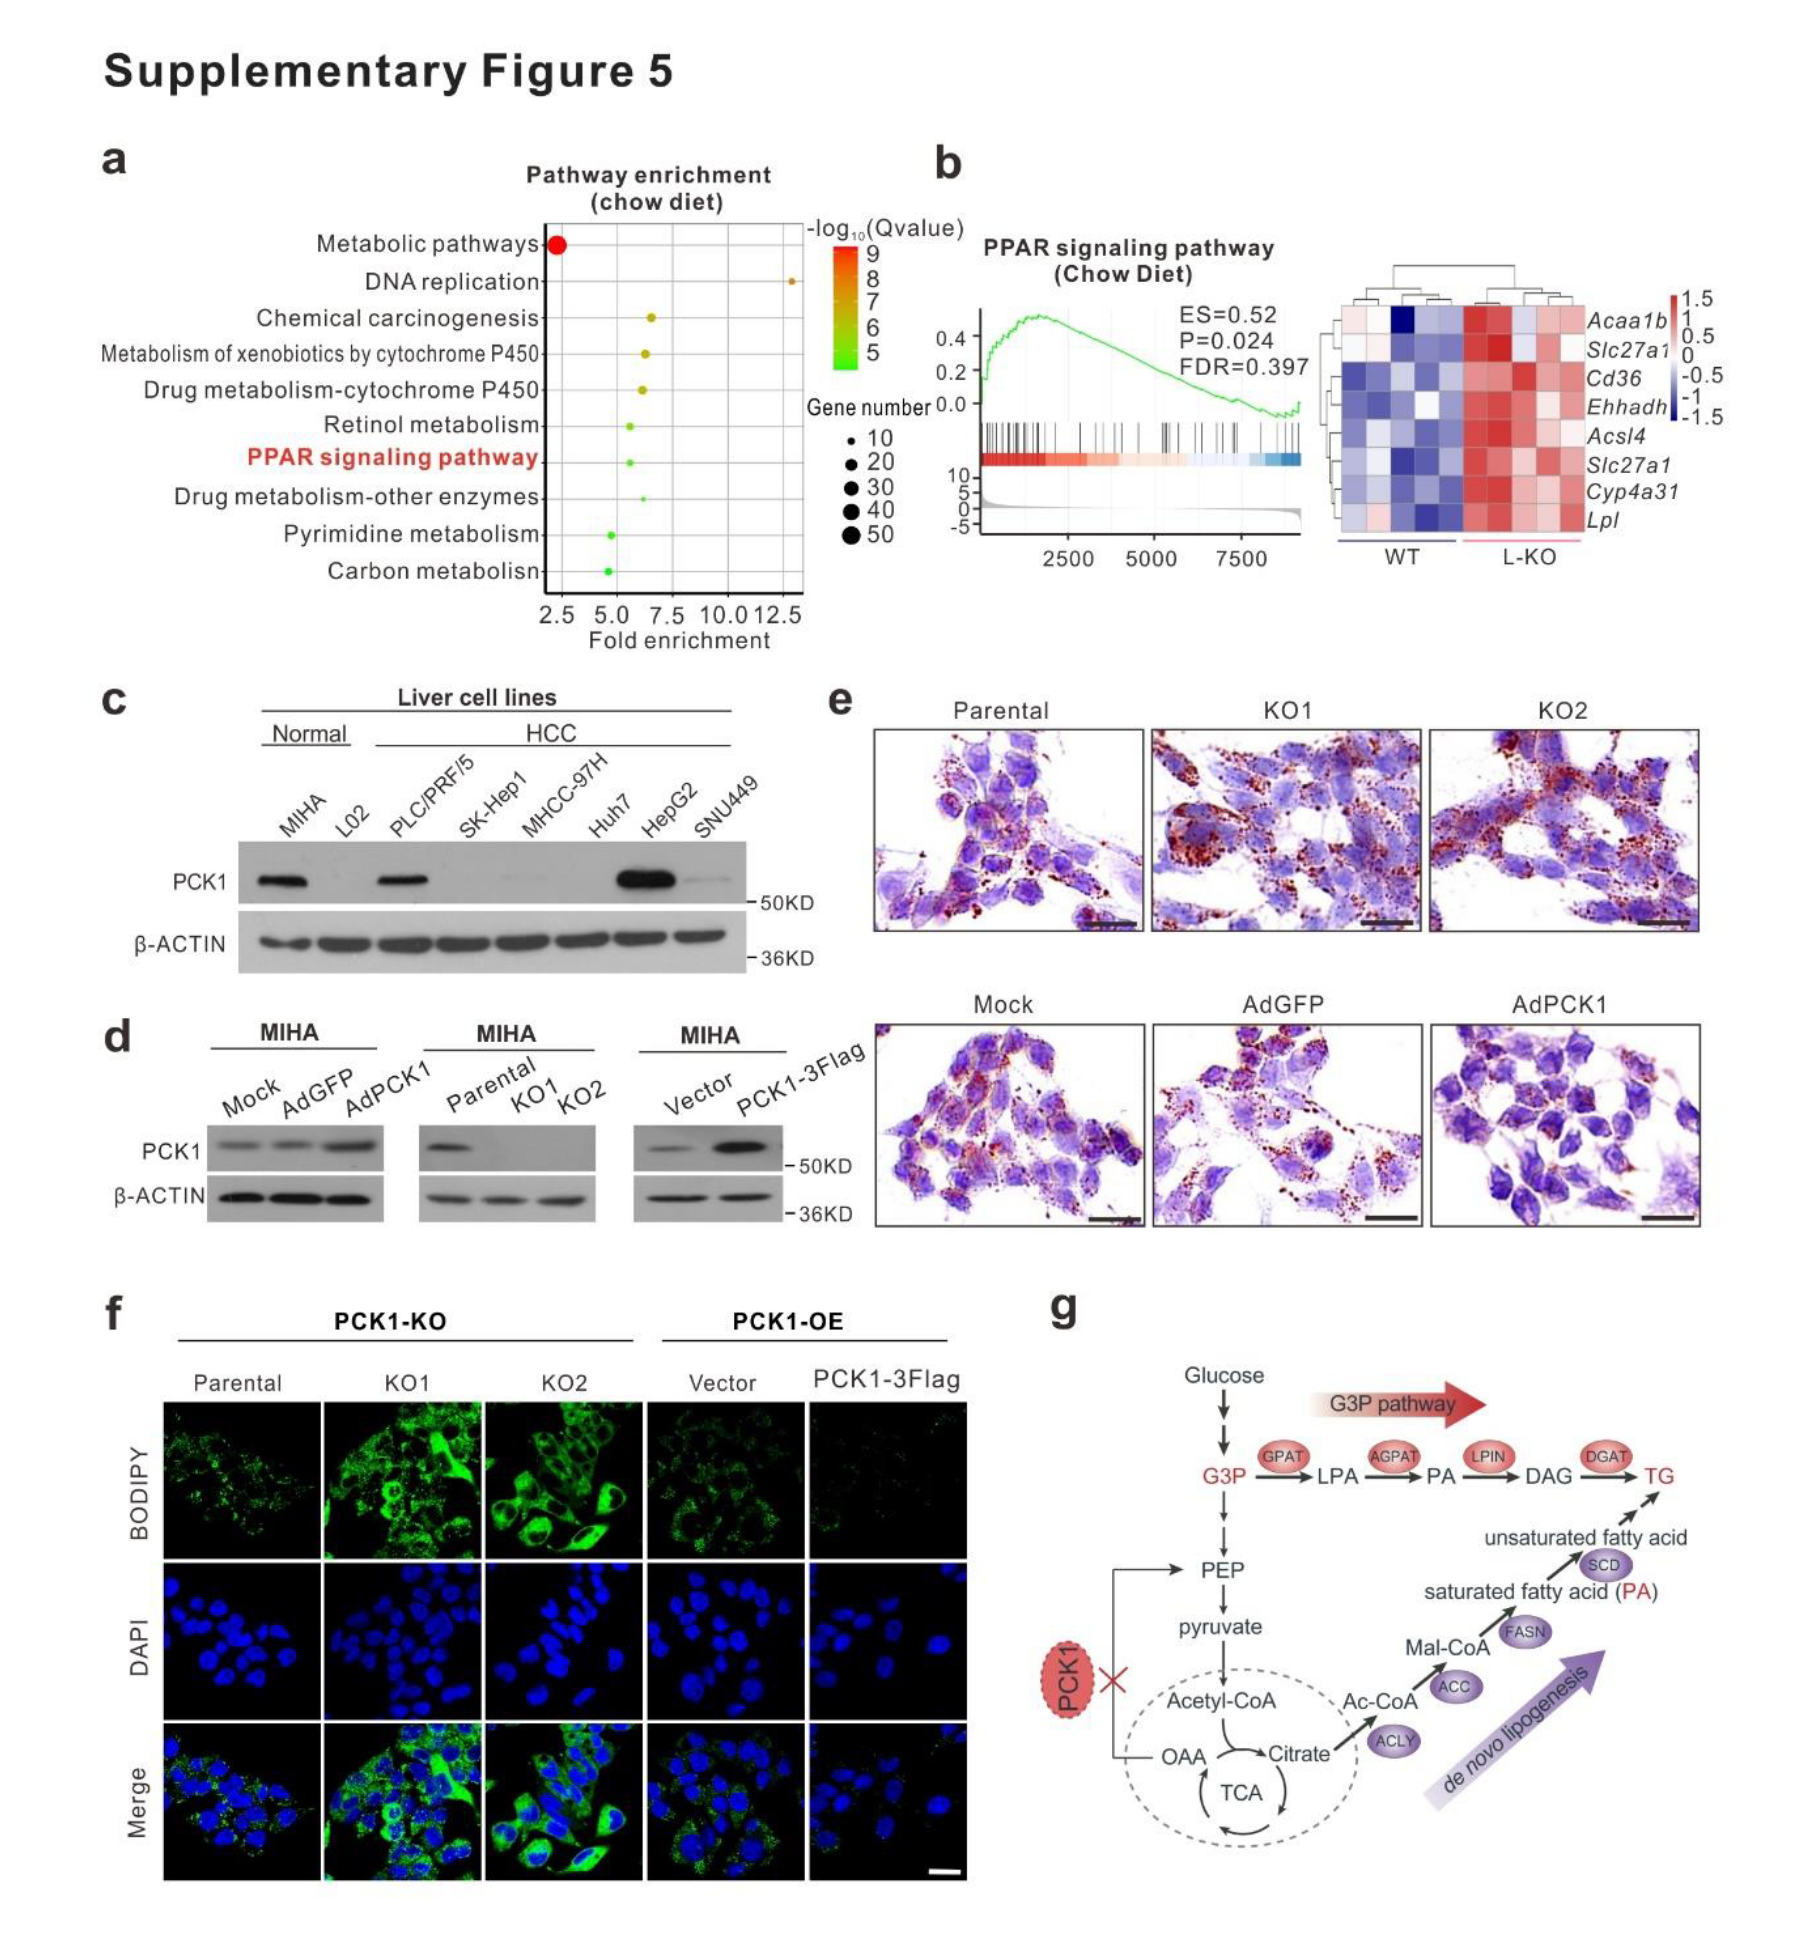 Supplementary Figure 5
a
Pathway enrichment
(chow diet)
Metabolic pathways
DNA replication
Chemical carcinogenesis
Metabolism of xenobiotics by cytochrome P450
Drug metabolism-cytochrome P450
Retinol metabolism
PPAR signaling pathway
Drug metabolism-other enzymes
Pyrimidine metabolism
Carbon metabolisn
2.5 5.0 7.5 10.0 12.5
Fold enrichment
-log10(Qvalue)
9
8
7
6
5
Gene number
10
20
30
40
50
b
PPAR signaling pathway
(Chow Diet)
ES=0.52
P=0.024
FDR=0.397
0.4
0.2
0.0
10
5
0
-5
2500 5000 7500
Acaa1b
Slc27a1
Cd36
Ehhadh
Acsl4
Slc27a1
Cyp4a31
Lpl
1.5
1
0.5
0
-0.5
-1
-1.5
WT L-KO
c
Liver cell lines
Normal HCC
MIHA L02 PLC/PRF/5 SK-Hep1 MHCC-97H Huh7 HepG2 SNU449
PCK1
50KD
β-ACTIN
36KD
d
MIHA MIHA MIHA
Mock AdGFP AdPCK1 Parental KO1 KO2 Vector PCK1-3Flag
PCK1
50KD
β-ACTIN
36KD
e
Parental KO1 KO2
Mock AdGFP AdPCK1
f
PCK1-KO PCK1-OE
Parental KO1 KO2 Vector PCK1-3Flag
BODIPY
DAPI
Merge
g
Glucose
G3P pathway
GPAT AGPAT LPIN DGAT
G3P LPA PA DAG TG
unsaturated fatty acid
SCD
PEP
saturated fatty acid (PA)
pyruvate
FASN
Mal-CoA
PCK1
ACC
Acetyl-CoA Ac-CoA
ACLY
OAA Citrate
TCA
de novo lipogenesis